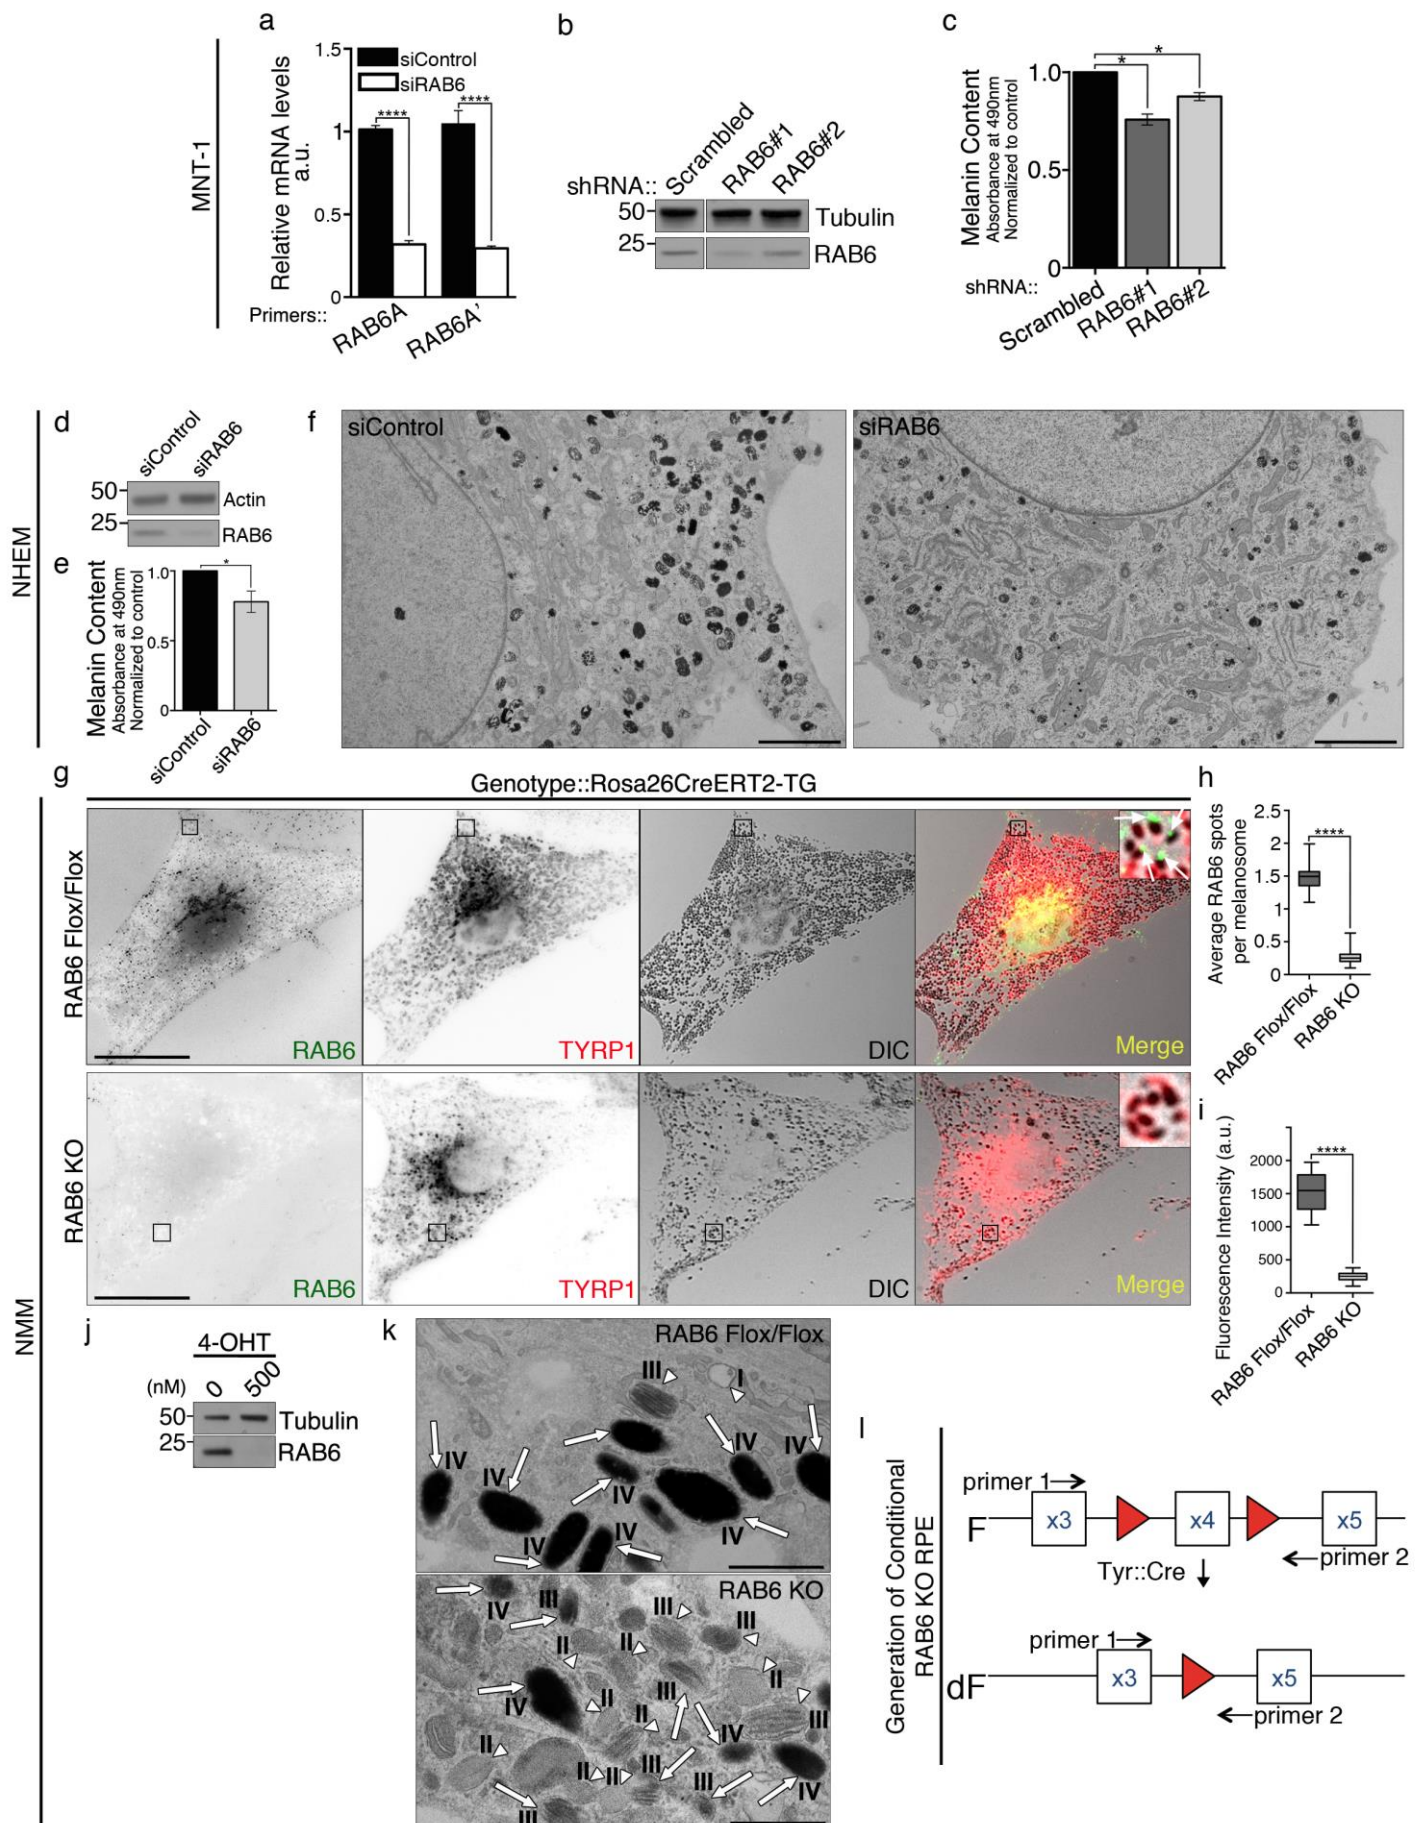 MNT-1
a
1.5
1
0.5
0
Relative mRNA levels
a.u.
siControl
siRAB6
****
****
Primers::
RAB6A
RAB6A’
b
shRNA::
Scrambled
RAB6#1
RAB6#2
50
Tubulin
25
RAB6
c
1.0
0.5
0
Melanin Content
Absorbance at 490nm
Normalized to control
*
*
shRNA::
Scrambled
RAB6#1
RAB6#2
NHEM
d
siControl
siRAB6
50
Actin
25
RAB6
e
Melanin Content
Absorbance at 490nm
Normalized to control
1.0
0.5
0
*
siControl
siRAB6
f
siControl
siRAB6
NMM
g
Genotype::Rosa26CreERT2-TG
RAB6 Flox/Flox
RAB6
TYRP1
DIC
Merge
RAB6 KO
RAB6
TYRP1
DIC
Merge
h
Average RAB6 spots
per melanosome
2.5
2
1.5
1
0.5
0
****
RAB6 Flox/Flox
RAB6 KO
i
Fluorescence Intensity (a.u.)
2000
1500
1000
500
0
****
RAB6 Flox/Flox
RAB6 KO
j
4-OHT
(nM)
0
500
50
Tubulin
25
RAB6
k
RAB6 Flox/Flox
III
I
IV
IV
IV
IV
IV
IV
IV
IV
RAB6 KO
IV
III
III
III
II
II
II
IV
II
III
II
IV
III
II
II
II
III
III
IV
III
l
Generation of Conditional
RAB6 KO RPE
primer 1
F
x3
x4
x5
primer 2
Tyr::Cre
primer 1
dF
x3
x5
primer 2